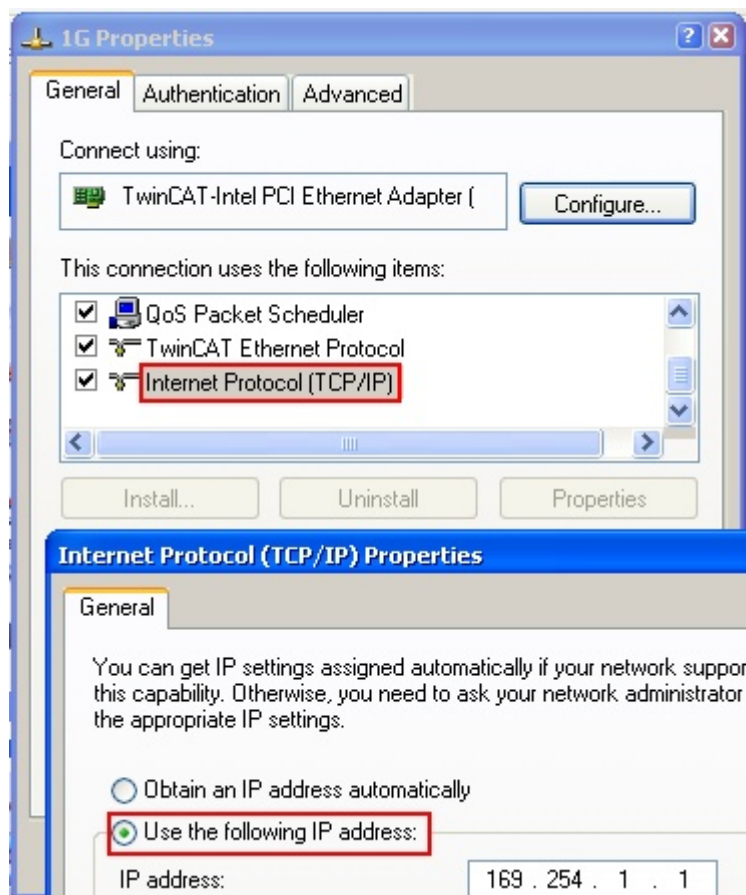 1G Properties
General Authentication Advanced
Connect using:
TwinCAT-Intel PCI Ethernet Adapter ( Configure...
This connection uses the following items:
QoS Packet Scheduler
TwinCAT Ethernet Protocol
Internet Protocol (TCP/IP)
Install... Uninstall Properties
Internet Protocol (TCP/IP) Properties
General
You can get IP settings assigned automatically if your network suppor
this capability. Otherwise, you need to ask your network administrator
the appropriate IP settings.
Obtain an IP address automatically
Use the following IP address:
IP address: 169 . 254 . 1 . 1